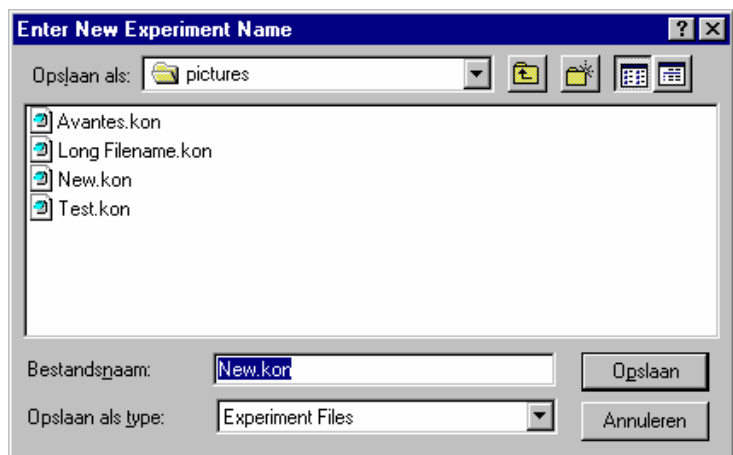 Enter New Experiment Name
Opslaan als: pictures
Avantes.kon
Long Filename.kon
New.kon
Test.kon
Bestandsnaam: New.kon Opslaan
Opslaan als type: Experiment Files Annuleren